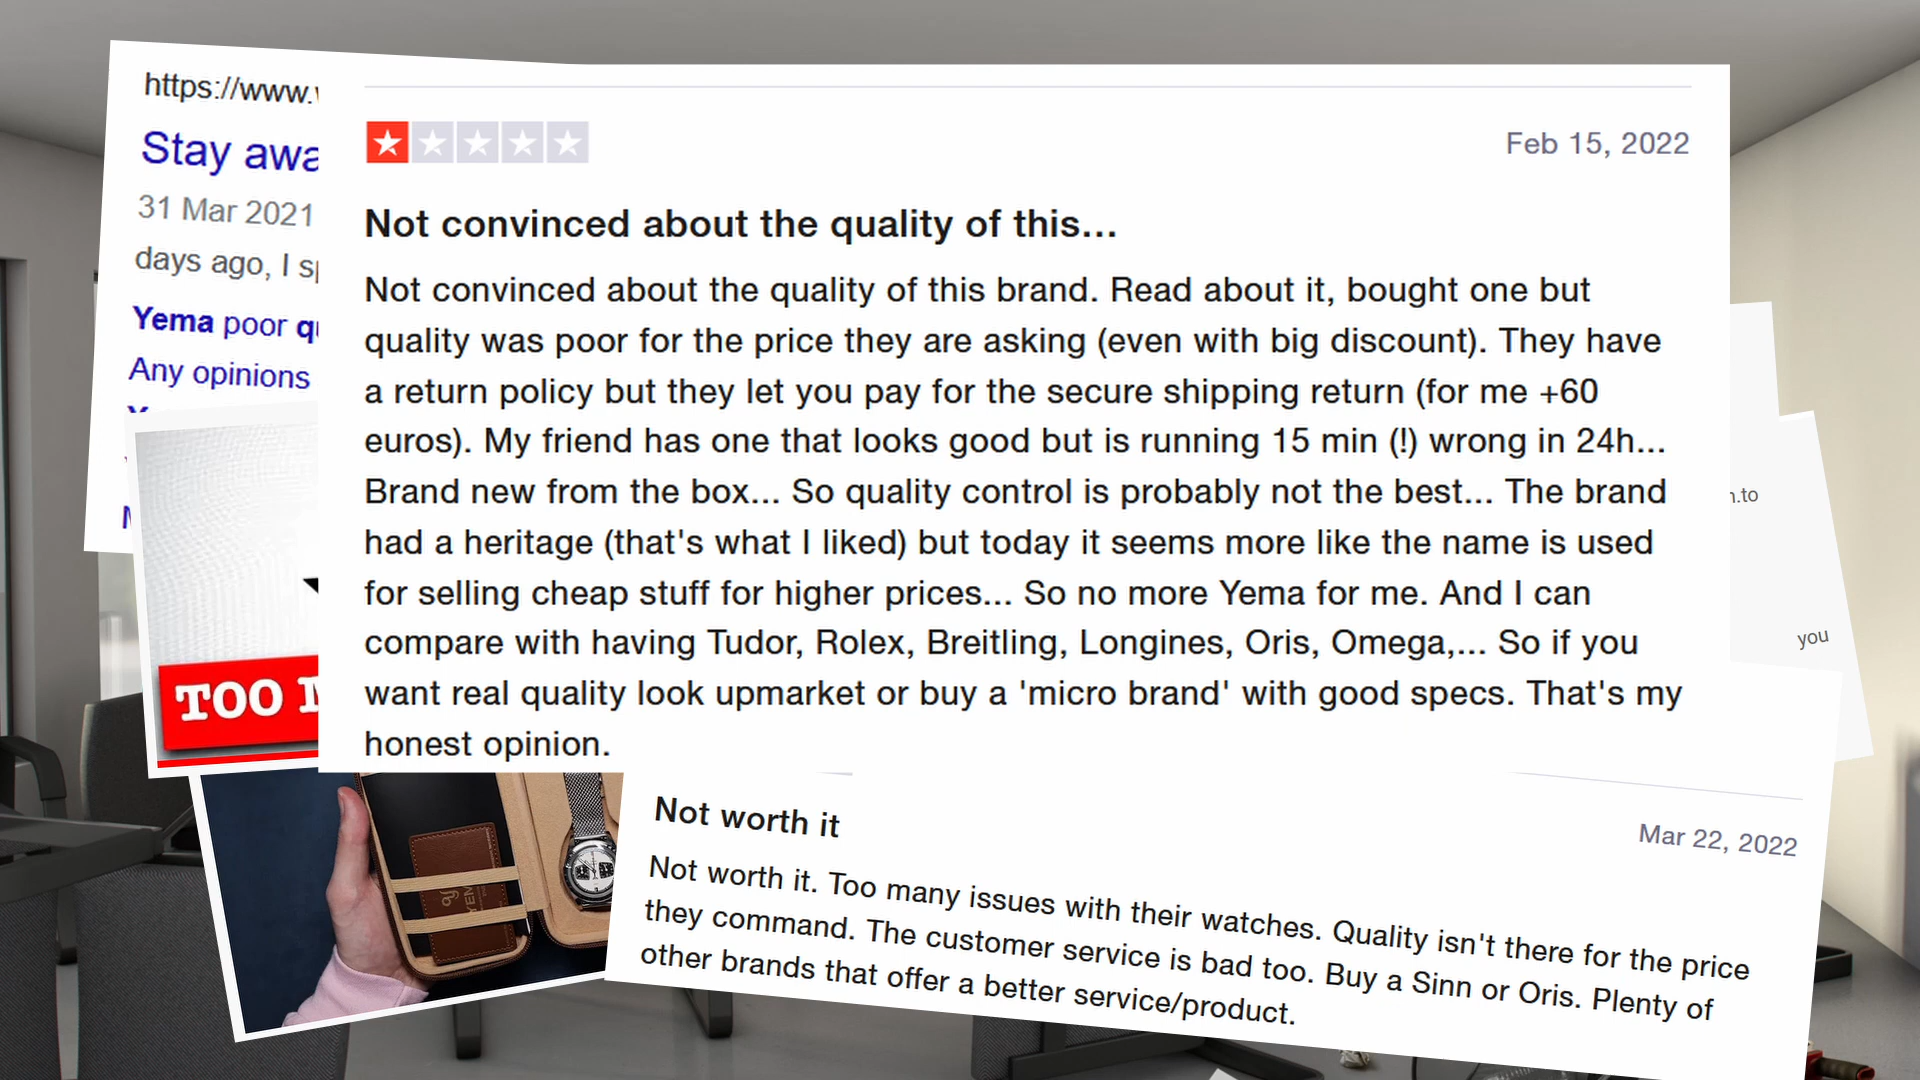 https://www.
Stay
31 Mar 2021
days ago, I
Yema poor
Any opinions
TOO
Feb 15, 2022
Not convinced about the quality of this...
Not convinced about the quality of this brand. Read about it, bought one but
quality was poor for the price they are asking (even with big discount). They have
a return policy but they let you pay for the secure shipping return (for me +60
euros). My friend has one that looks good but is running 15 min (!) wrong in 24h...
Brand new from the box... So quality control is probably not the best... The brand
had a heritage (that's what I liked) but today it seems more like the name is used
for selling cheap stuff for higher prices... So no more Yema for me. And I can
compare with having Tudor, Rolex, Breitling, Longines, Oris, Omega,... So if you
want real quality look upmarket or buy a 'micro brand' with good specs. That's my
honest opinion.
you
Not worth it
Mar 22, 2022
Not worth it. Too many issues with their watches. Quality isn't there for the price
they command. The customer service is bad too. Buy a Sinn or Oris. Plenty of
other brands that offer a better service/product.